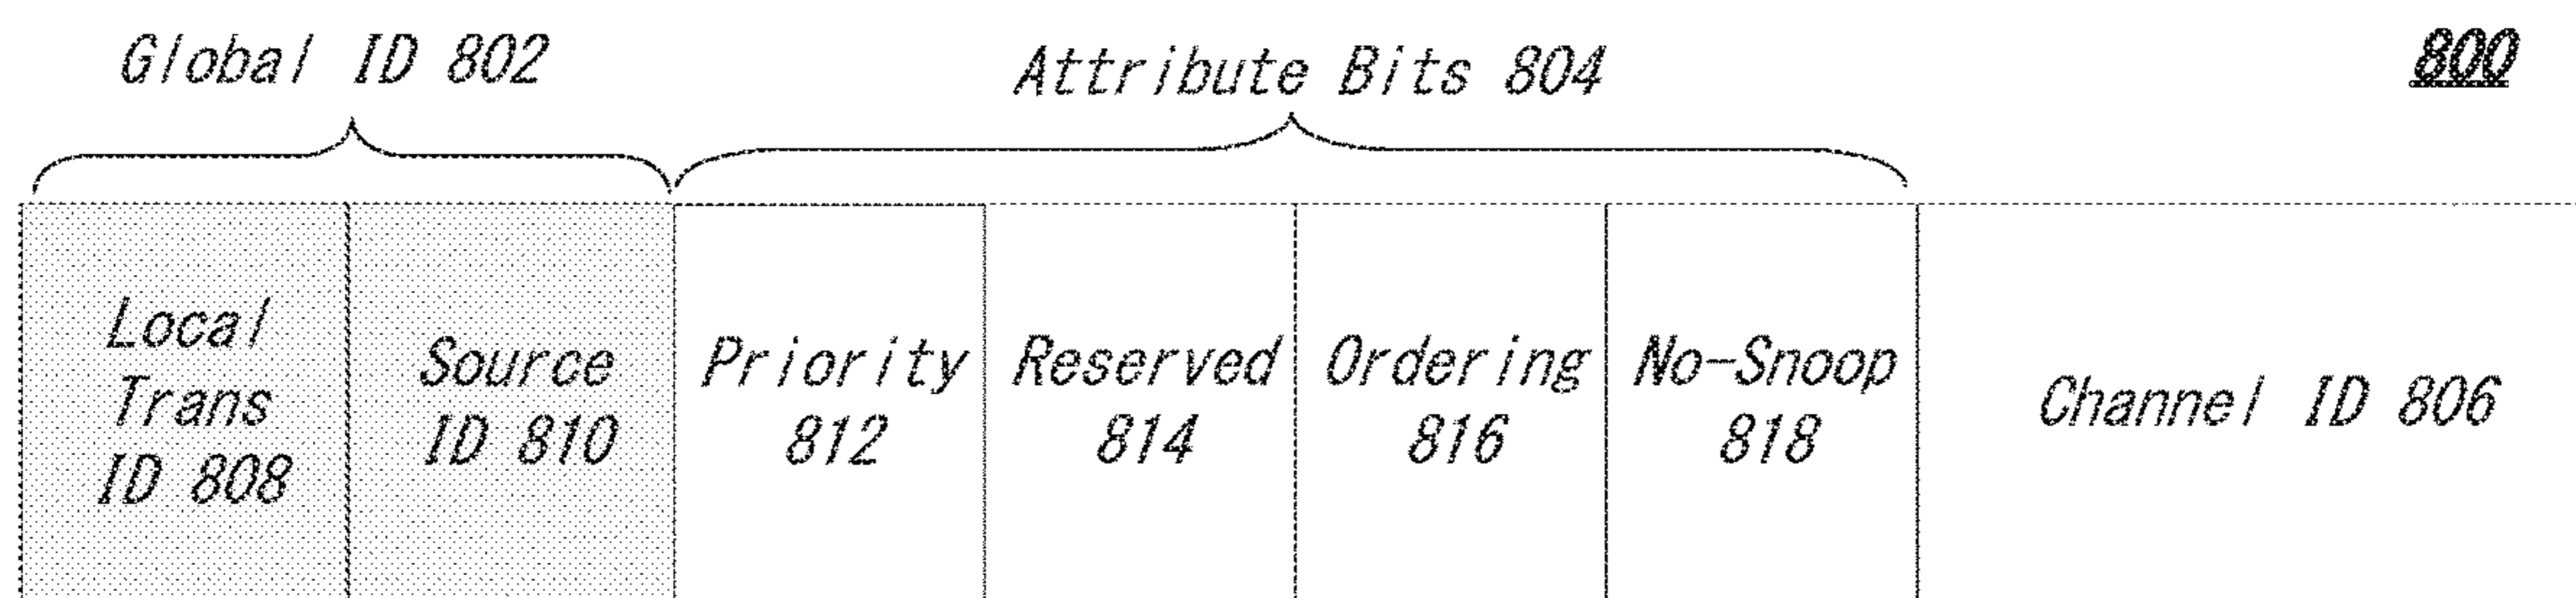 Global ID 802
Attribute Bits 804
800
Local
Trans
ID 808
Source
ID 810
Priority
812
Reserved
814
Ordering
816
No-Snoop
818
Channel ID 806